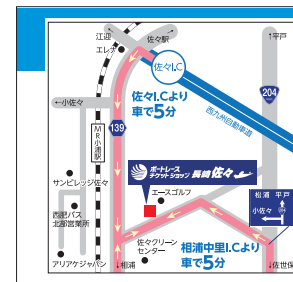 江迎
エレナ
佐々駅
↑平戸
佐々I.C
←小佐々
佐々I.Cより
車で5分
204
西九州自動車道
139
MR小浦駅
ボートレース
チケットショップ
長崎 佐々
サンビレッジ佐々
エースゴルフ
松浦 平戸
小佐々
西肥バス
北部営業所
佐々グリーン
センター
相浦中里I.Cより
車で5分
アリアケジャパン
↓相浦
↓佐世保